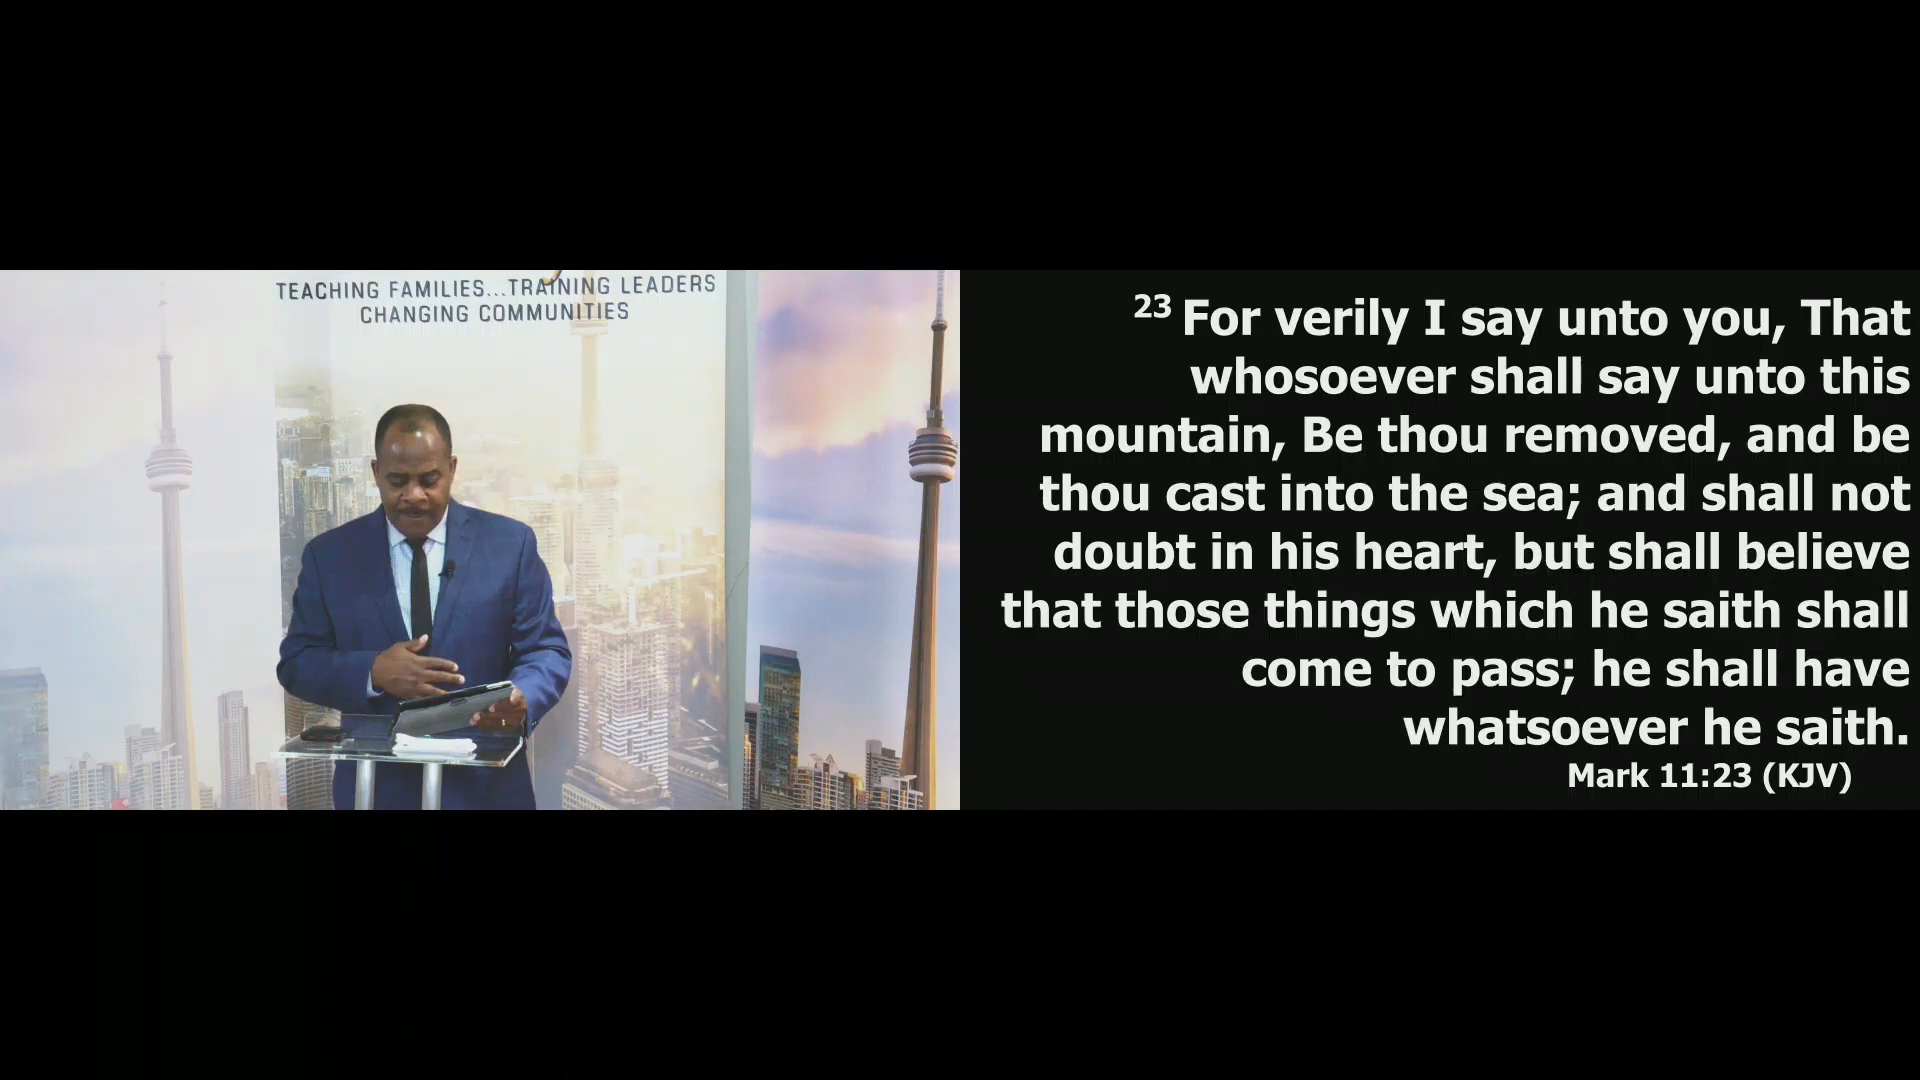 TEACHING FAMILIES...TRAINING LEADERS
CHANGING COMMUNITIES
23 For verily I say unto you, That
whosoever shall say unto this
mountain, Be thou removed, and be
thou cast into the sea; and shall not
doubt in his heart, but shall believe
that those things which he saith shall
come to pass; he shall have
whatsoever he saith.
Mark 11:23 (KJV)